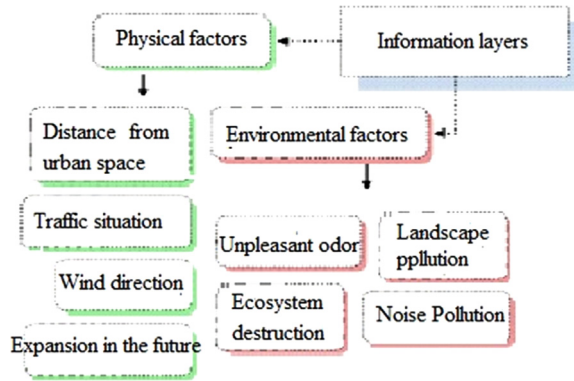 Physical factors
Information layers
Distance from
urban space
Environmental factors
Traffic situation
Unpleasant odor
Landscape
ppllution
Wind direction
Ecosystem
destruction
Noise Pollution
Expansion in the future